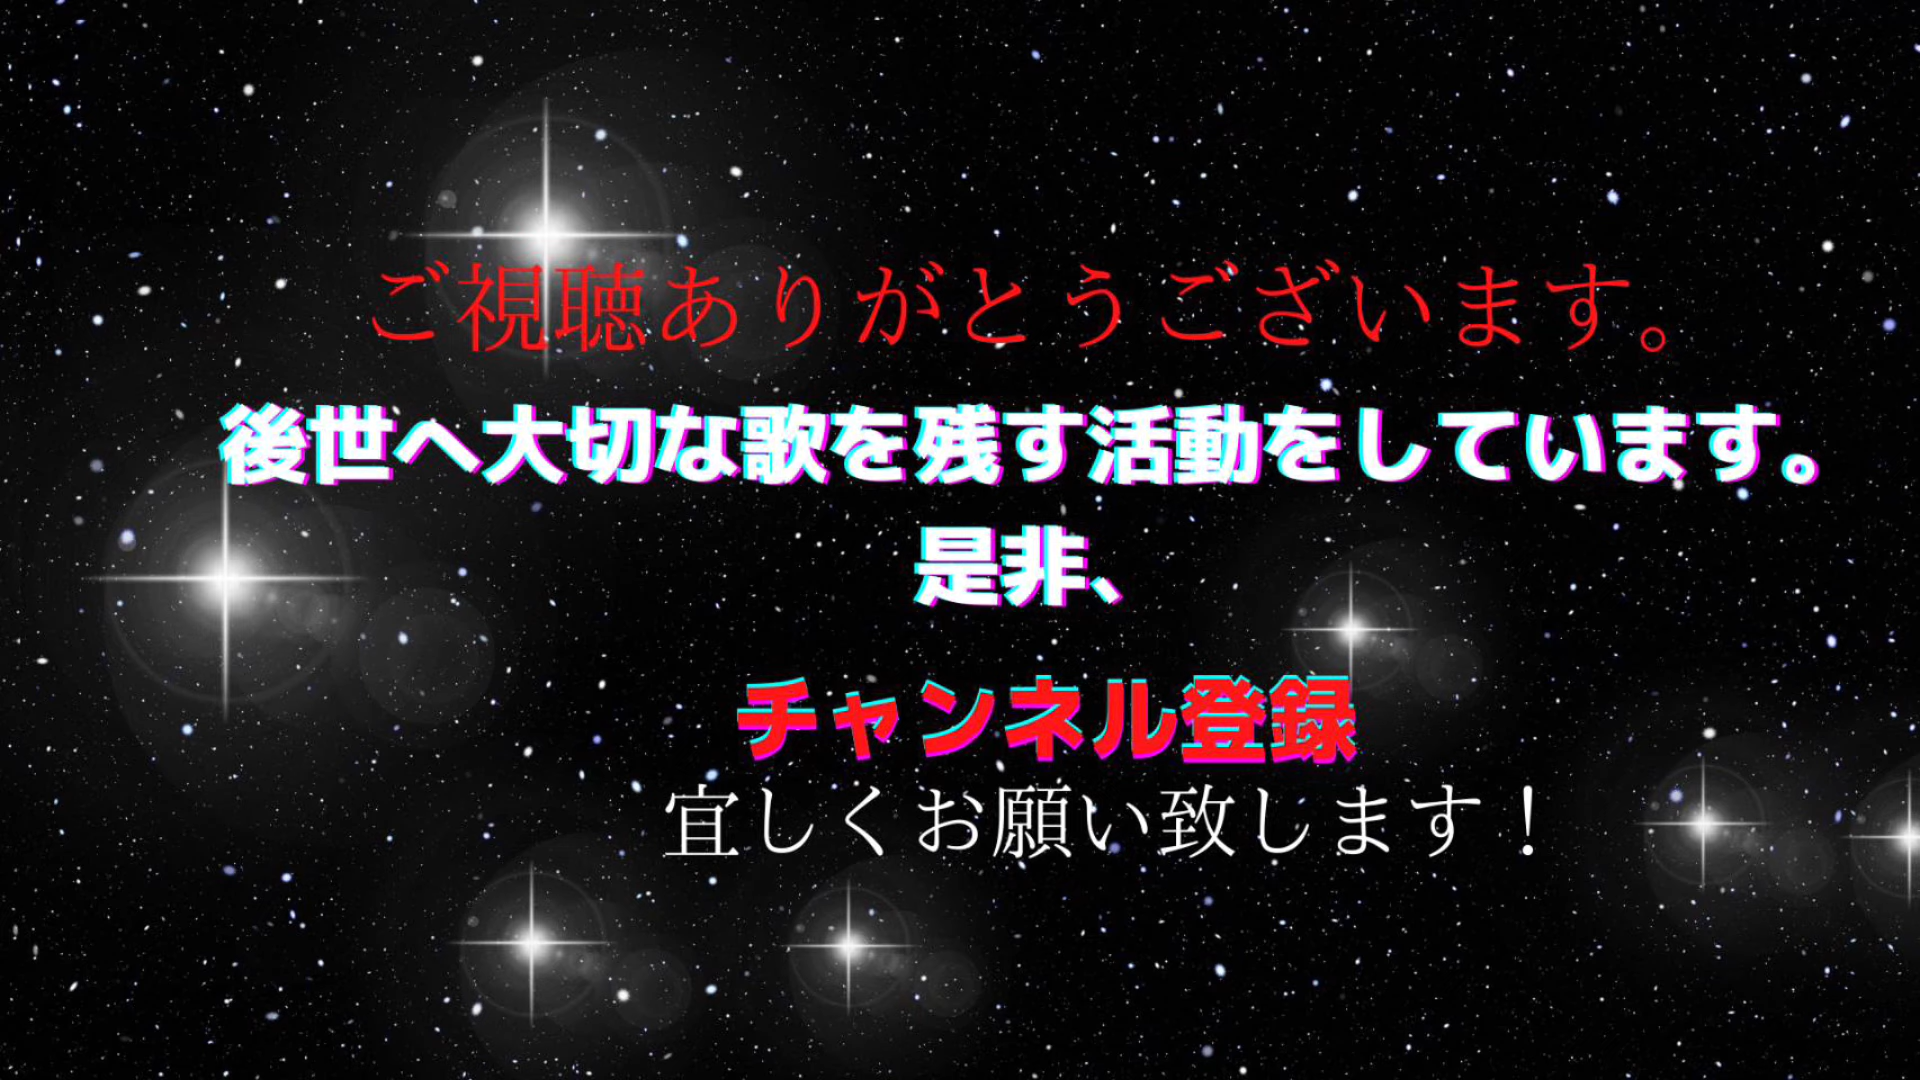 ご視聴ありがとうございます。
後世へ大切な歌を残す活動をしています。
是非、
チャンネル登録
宜しくお願い致します！